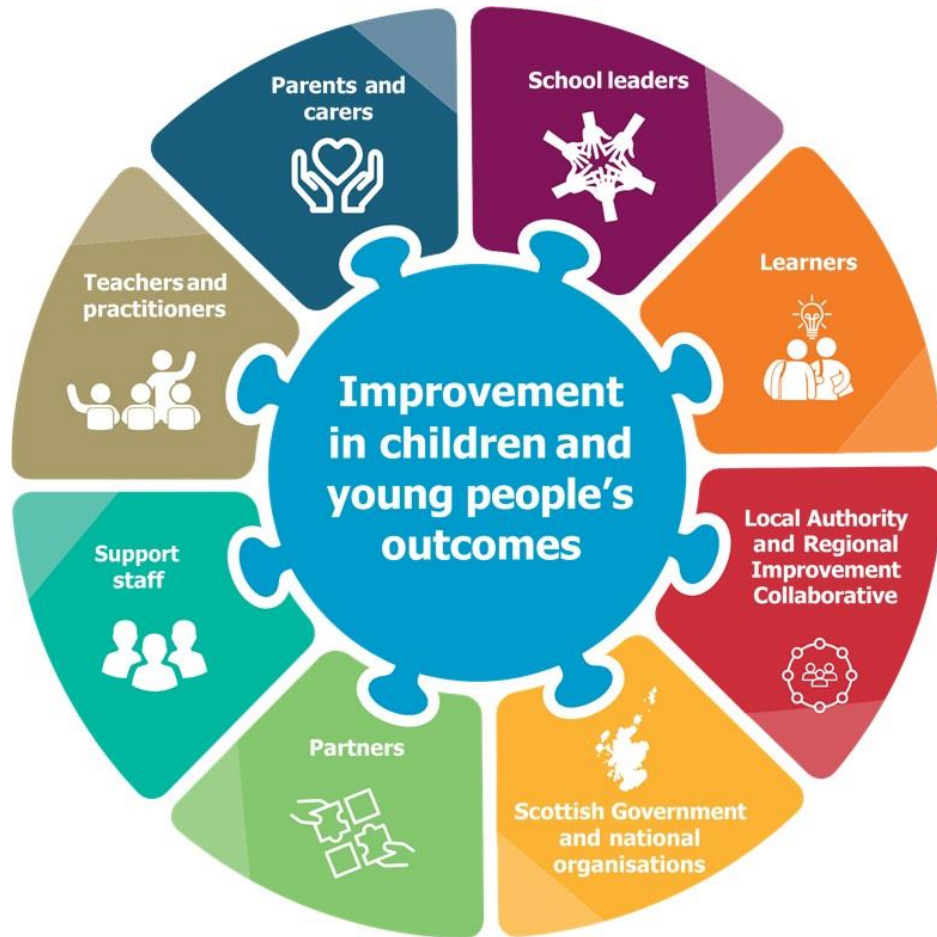 Parents and
carers
School leaders
Learners
Local Authority
and Regional
Improvement
Collaborative
Scottish Government
and national
organisations
Partners
Support
staff
Teachers and
practitioners
Improvement
in children and
young people's
outcomes